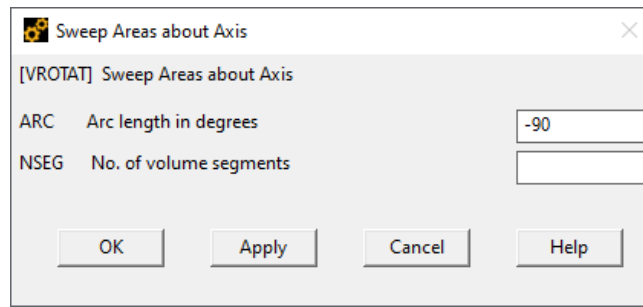 Sweep Areas about Axis
[VROTAT] Sweep Areas about Axis
ARC Arc length in degrees -90
NSEG No. of volume segments
OK Apply Cancel Help